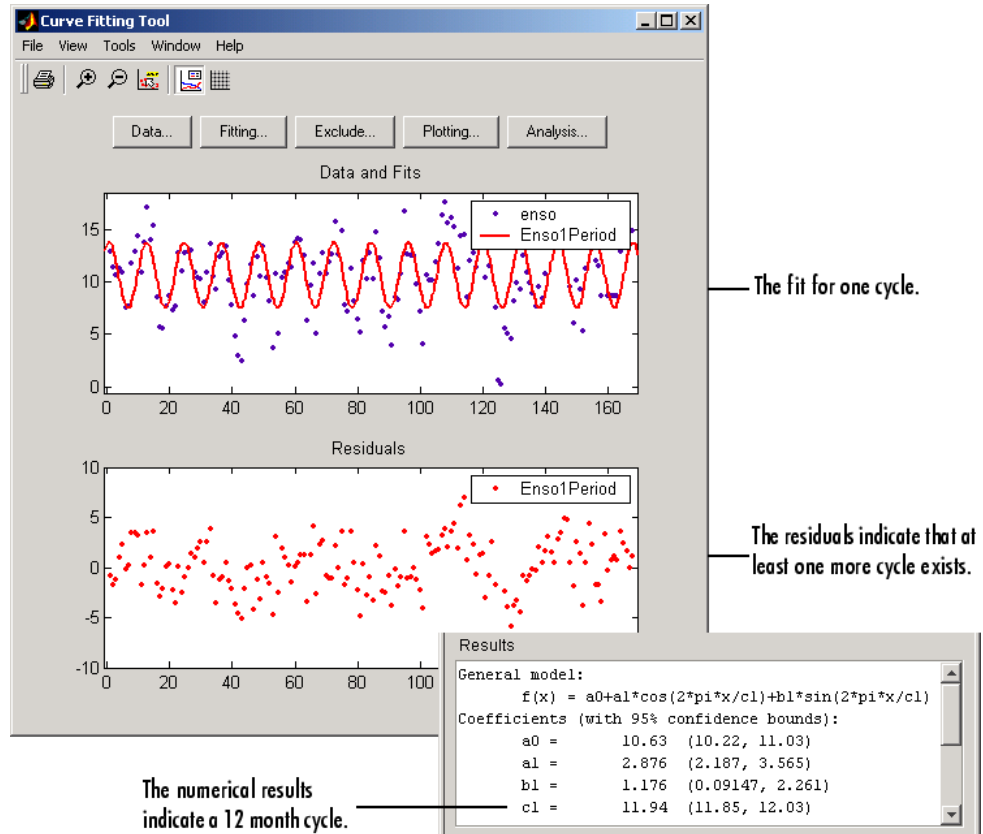 Curve Fitting Tool
File View Tools Window Help
Data... Fitting... Exclude... Plotting... Analysis...
Data and Fits
enso
Enso1Period
15
10
5
0
0 20 40 60 80 100 120 140 160
The fit for one cycle.
Residuals
Enso1Period
10
5
0
-5
-10
0 20 40 60 80 100
The residuals indicate that at
least one more cycle exists.
Results
General model:
f(x) = a0+a1*cos(2*pi*x/c1)+b1*sin(2*pi*x/c1)
Coefficients (with 95% confidence bounds):
a0 = 10.63 (10.22, 11.03)
a1 = 2.876 (2.187, 3.565)
b1 = 1.176 (0.09147, 2.261)
c1 = 11.94 (11.85, 12.03)
The numerical results
indicate a 12 month cycle.